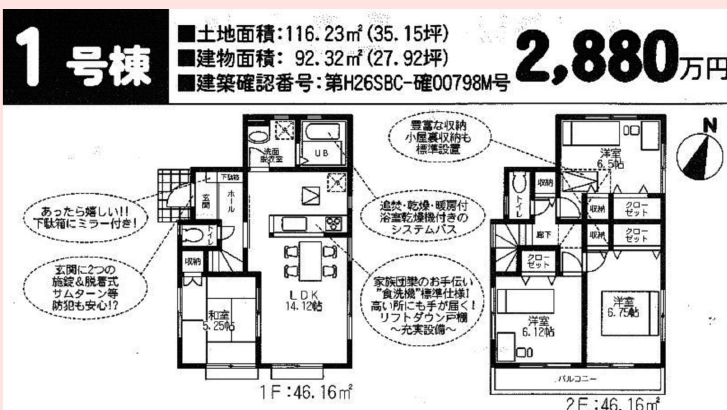 1号棟
■土地面積:116.23㎡(35.15坪)
■建物面積: 92.32㎡(27.92坪)
■建築確認番号:第H26SBC-確00798M号
2,880万円
豊富な収納
小屋裏収納も
標準設置
N
洗面
脱衣室
UB
洋室
6.5帖
下駄箱
玄関
ホール
収納
トイレ
収納
クローゼット
あったら嬉しい!!
下駄箱にミラー付き!
追焚・乾燥・暖房付
浴室乾燥機付きの
システムバス
トイレ
廊下
収納
クローゼット
収納
クローゼット
玄関に2つの
施錠&脱着式
サムターン等
防犯も安心!?
家族団欒のお手伝い
"食洗機"標準仕様!
高い所にも手が届く!
リフトダウン戸棚
~充実設備~
和室
5.25帖
LDK
14.12帖
洋室
6.12帖
洋室
6.75帖
バルコニー
1F:46.16㎡
2F:46.16㎡